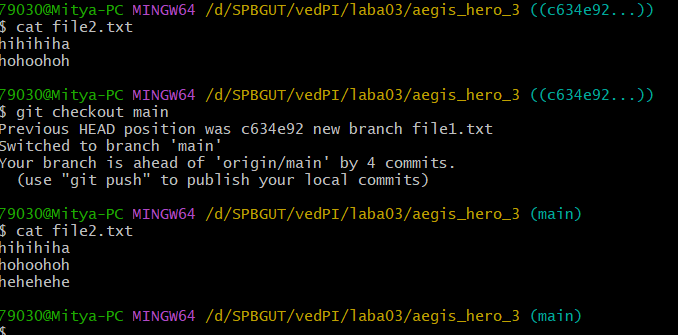 79030@Mitya-PC MINGW64 /d/SPBGUT/vedPI/laba03/aegis_hero_3 ((c634e92...))
$ cat file2.txt
hihihiha
hohoohoh
79030@Mitya-PC MINGW64 /d/SPBGUT/vedPI/laba03/aegis_hero_3 ((c634e92...))
$ git checkout main
Previous HEAD position was c634e92 new branch file1.txt
Switched to branch 'main'
Your branch is ahead of 'origin/main' by 4 commits.
  (use "git push" to publish your local commits)
79030@Mitya-PC MINGW64 /d/SPBGUT/vedPI/laba03/aegis_hero_3 (main)
$ cat file2.txt
hihihiha
hohoohoh
hehehehe
79030@Mitya-PC MINGW64 /d/SPBGUT/vedPI/laba03/aegis_hero_3 (main)
$